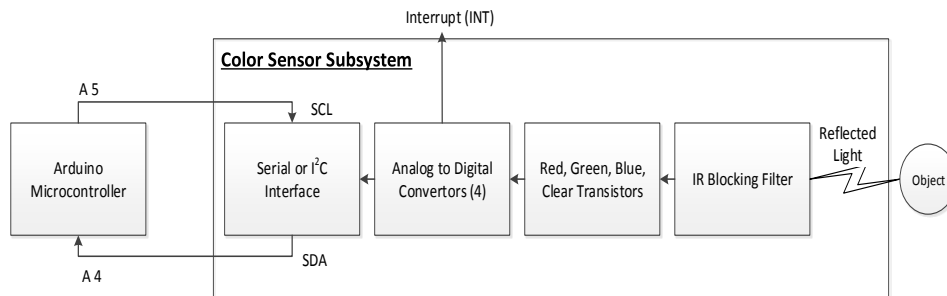 Interrupt (INT)
Color Sensor Subsystem
A 5
SCL
Arduino
Microcontroller
Serial or I²C
Interface
Analog to Digital
Convertors (4)
Red, Green, Blue,
Clear Transistors
IR Blocking Filter
Reflected
Light
Object
A 4
SDA